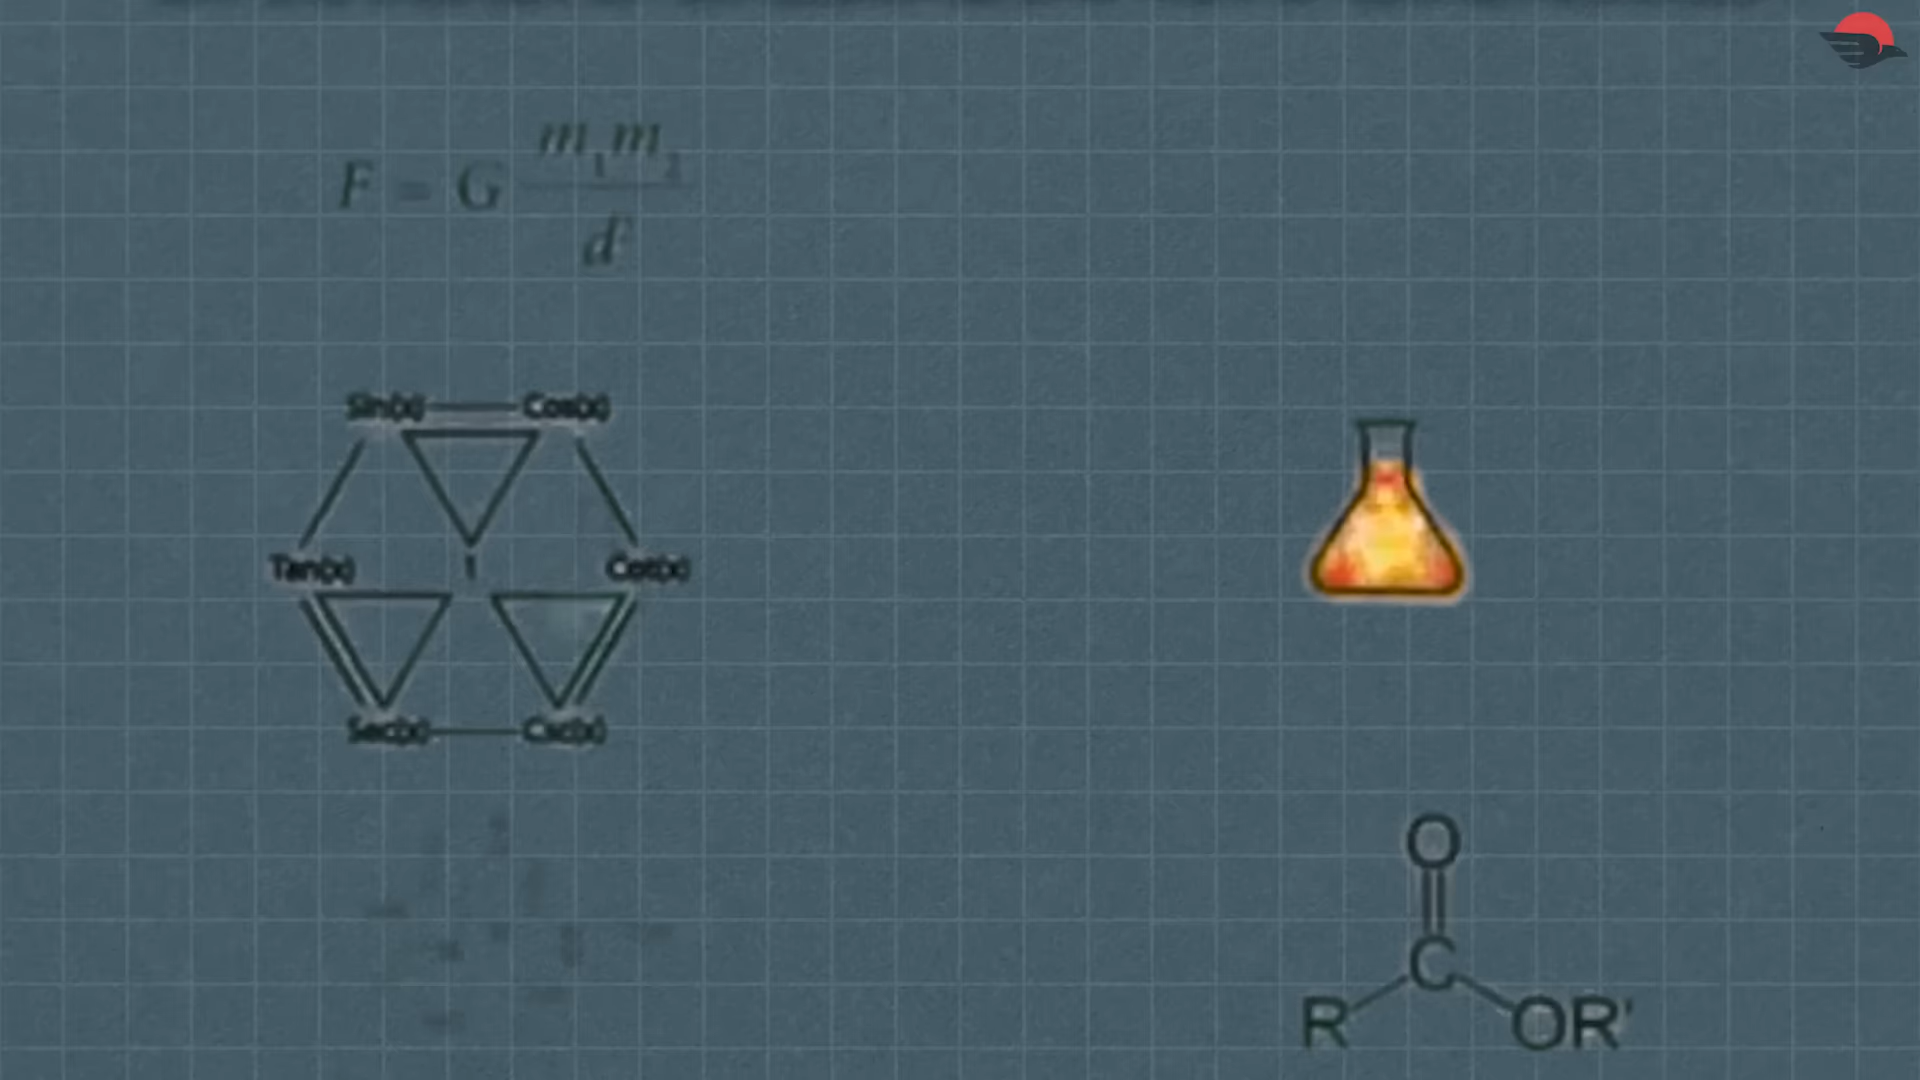 F = G m₁m₂
d
Sin(x) Cos(x)
Tan(x) 1 Cot(x)
Sec(x) Csc(x)
O
C
R OR'